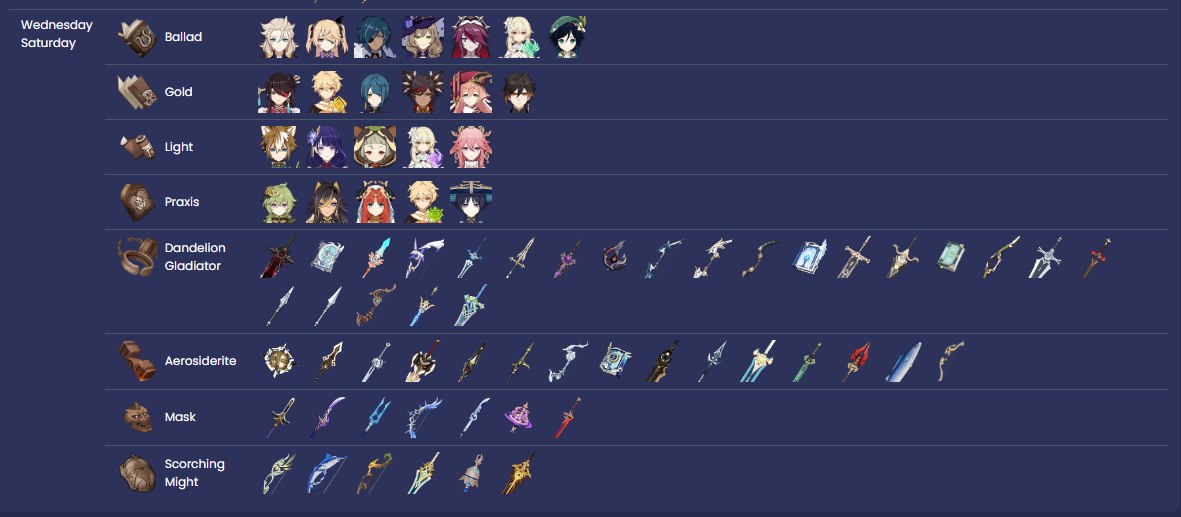 Wednesday
Saturday
Ballad
Gold
Light
Praxis
Dandelion
Gladiator
Aerosiderite
Mask
Scorching
Might